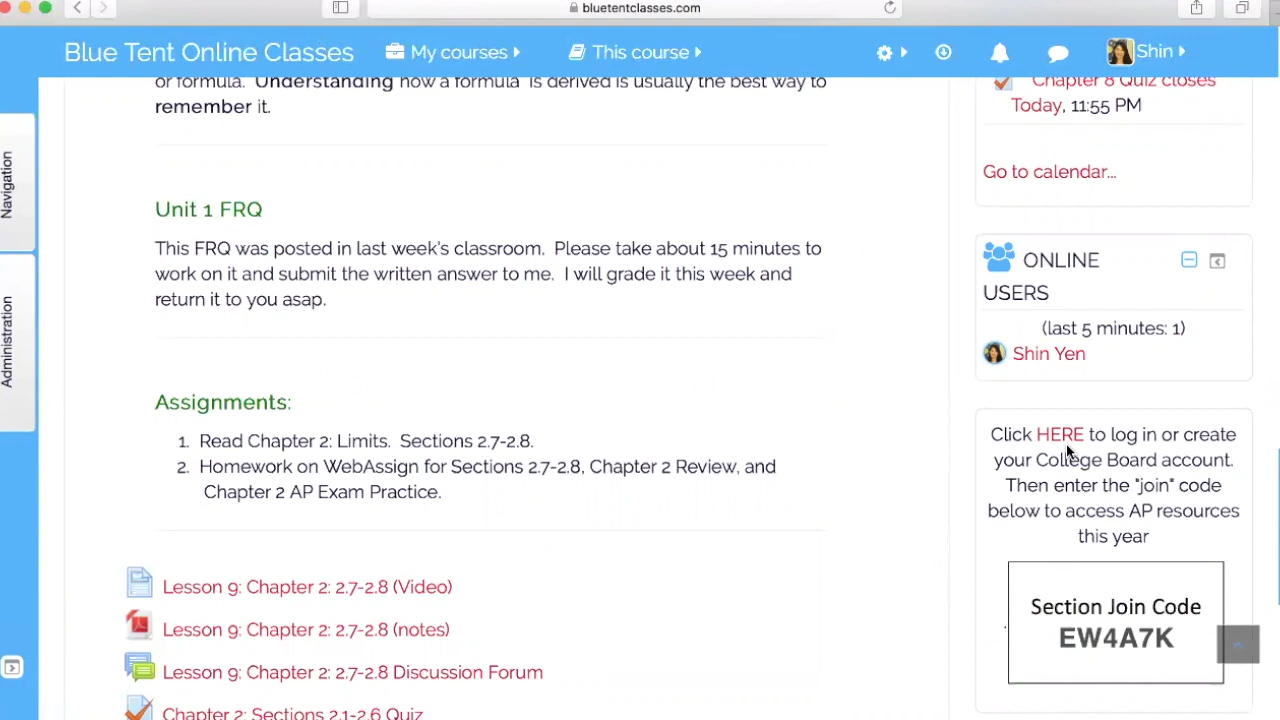 bluetentclasses.com
Blue Tent Online Classes
My courses
This course
Shin
Navigation
Administration
or formula. Understanding how a formula is derived is usually the best way to
remember it.
Unit 1 FRQ
This FRQ was posted in last week's classroom. Please take about 15 minutes to
work on it and submit the written answer to me. I will grade it this week and
return it to you asap.
Assignments:
1. Read Chapter 2: Limits. Sections 2.7-2.8.
2. Homework on WebAssign for Sections 2.7-2.8, Chapter 2 Review, and
Chapter 2 AP Exam Practice.
Lesson 9: Chapter 2: 2.7-2.8 (Video)
Lesson 9: Chapter 2: 2.7-2.8 (notes)
Lesson 9: Chapter 2: 2.7-2.8 Discussion Forum
Chapter 2: Sections 2.1-2.6 Quiz
Chapter 8 Quiz closes
Today, 11:55 PM
Go to calendar...
ONLINE
USERS
(last 5 minutes: 1)
Shin Yen
Click HERE to log in or create
your College Board account.
Then enter the "join" code
below to access AP resources
this year
Section Join Code
EW4A7K